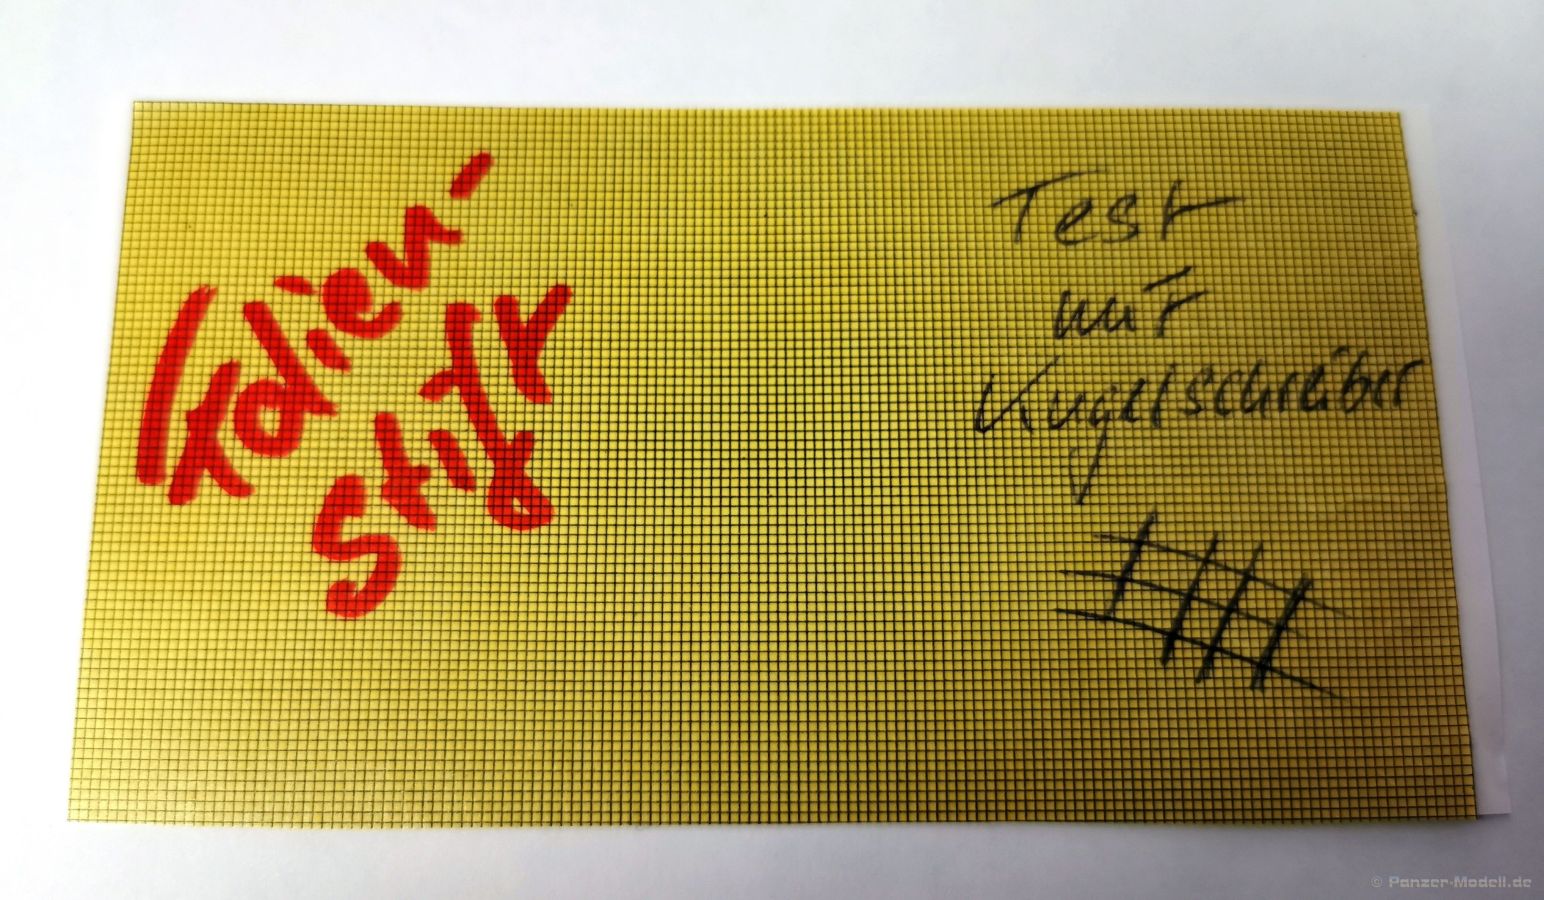 Folien-
stift
Test
mit
Kugelschreiber
© Panzer-Modell.de